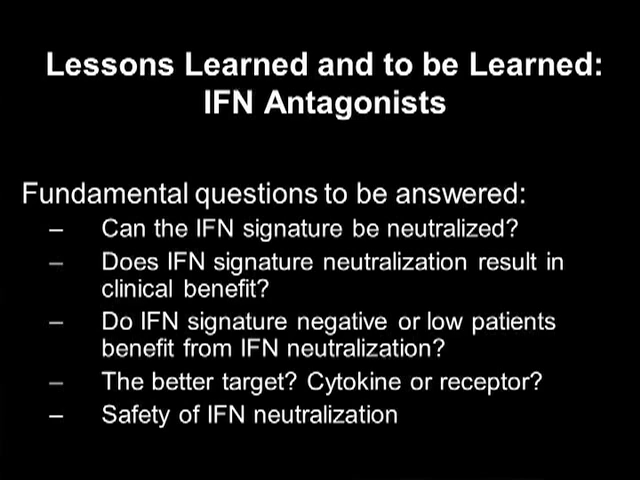 Lessons Learned and to be Learned:
IFN Antagonists
Fundamental questions to be answered:
– Can the IFN signature be neutralized?
– Does IFN signature neutralization result in
clinical benefit?
– Do IFN signature negative or low patients
benefit from IFN neutralization?
– The better target? Cytokine or receptor?
– Safety of IFN neutralization